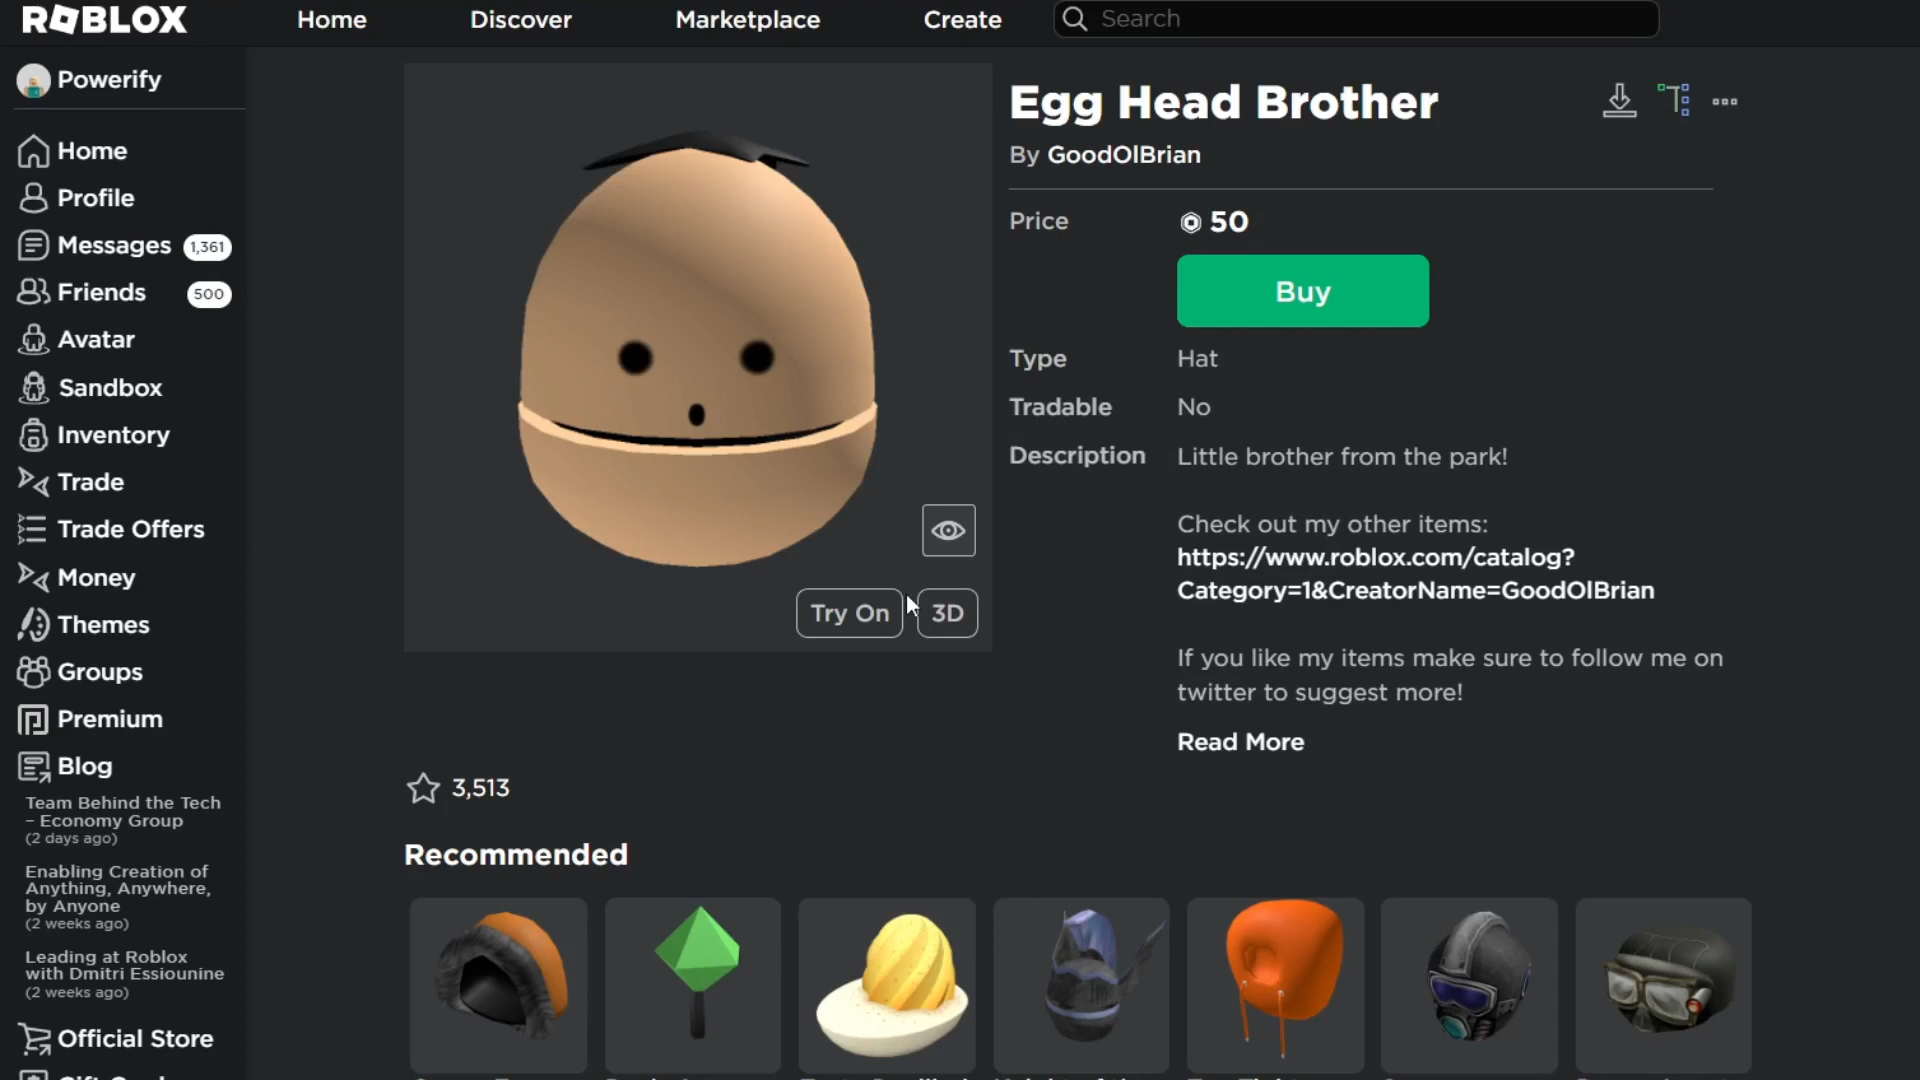 ROBLOX
Home
Discover
Marketplace
Create
Search
Powerify
Home
Profile
Messages 1,361
Friends 500
Avatar
Sandbox
Inventory
Trade
Trade Offers
Money
Themes
Groups
Premium
Blog
Team Behind the Tech
– Economy Group
(2 days ago)
Enabling Creation of
Anything, Anywhere,
by Anyone
(2 weeks ago)
Leading at Roblox
with Dmitri Essiounine
(2 weeks ago)
Official Store
Try On
3D
Egg Head Brother
By GoodOlBrian
Price 50
Buy
Type Hat
Tradable No
Description Little brother from the park!
Check out my other items:
https://www.roblox.com/catalog?
Category=1&CreatorName=GoodOlBrian
If you like my items make sure to follow me on
twitter to suggest more!
Read More
3,513
Recommended